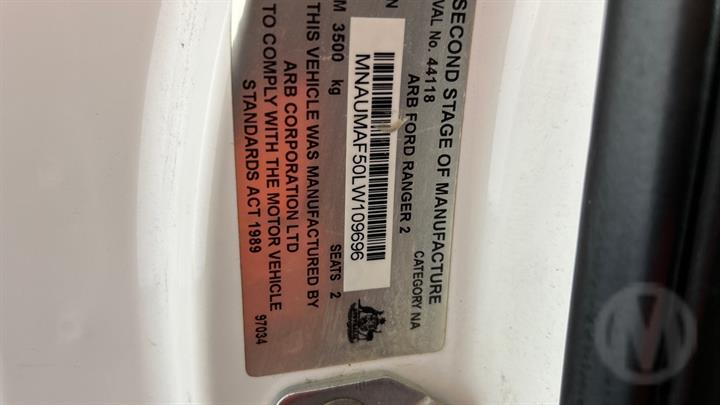 SECOND STAGE OF MANUFACTURE
VAL No. 44118 CATEGORY NA
ARB FORD RANGER 2
N MNAUMAF50LW109696
M 3500 kg SEATS 2
THIS VEHICLE WAS MANUFACTURED BY
ARB CORPORATION LTD
TO COMPLY WITH THE MOTOR VEHICLE
STANDARDS ACT 1989 97034
M